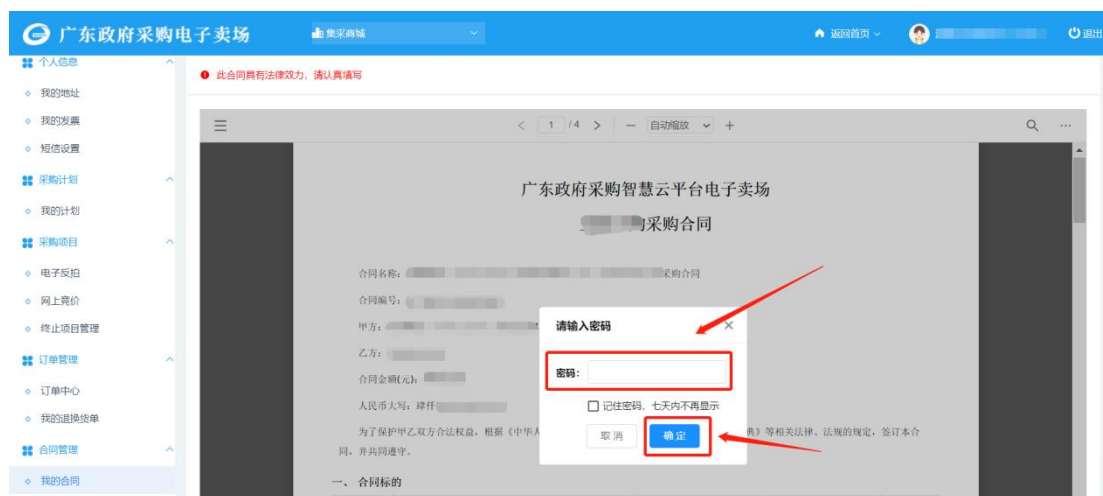 广东政府采购电子卖场
集采商城
返回首页
退出
个人信息
我的地址
我的发票
短信设置
采购计划
我的计划
采购项目
电子反拍
网上竞价
终止项目管理
订单管理
订单中心
我的退换货单
合同管理
我的合同
此合同具有法律效力，请认真填写
1 /4
自动缩放
广东政府采购智慧云平台电子卖场
采购合同
合同名称： 采购合同
合同编号：
甲方：
乙方：
合同金额(元)：
人民币大写：肆仟
为了保护甲乙双方合法权益，根据《中华人 典》等相关法律、法规的规定，签订本合
同，并共同遵守。
一、 合同标的
请输入密码
密码：
记住密码，七天内不再显示
取消 确定